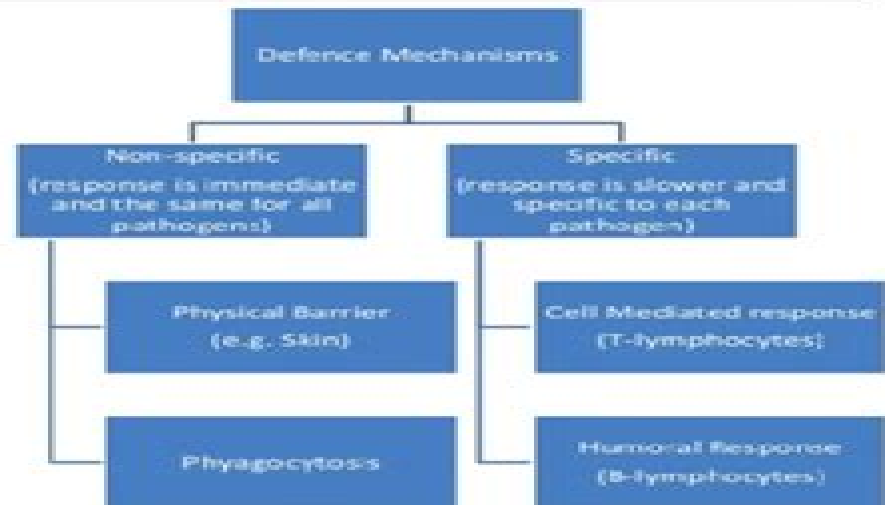 Defence Mechanisms
Non-specific
(response is immediate
and the same for all
pathogens)
Specific
(response is slower and
specific to each
pathogen)
Physical Barrier
(e.g. Skin)
Phyagocytosis
Cell Mediated response
(T-lymphocytes)
Humoral Response
(B-lymphocytes)